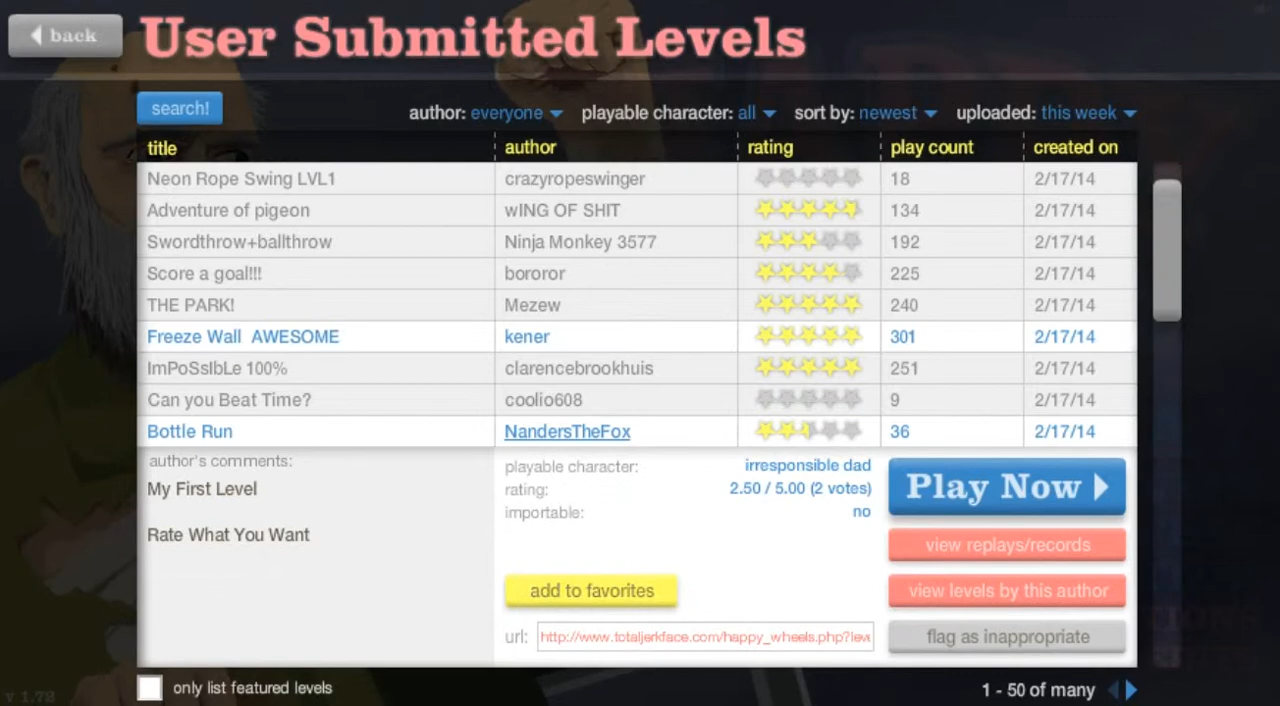 back
User Submitted Levels
search!
author: everyone playable character: all sort by: newest uploaded: this week
title author rating play count created on
Neon Rope Swing LVL1 crazyropeswinger 18 2/17/14
Adventure of pigeon wING OF SHIT 134 2/17/14
Swordthrow+ballthrow Ninja Monkey 3577 192 2/17/14
Score a goal!!! bororor 225 2/17/14
THE PARK! Mezew 240 2/17/14
Freeze Wall AWESOME kener 301 2/17/14
ImPoSsIbLe 100% clarencebrookhuis 251 2/17/14
Can you Beat Time? coolio608 9 2/17/14
Bottle Run NandersTheFox 36 2/17/14
author's comments:
My First Level
Rate What You Want
playable character: irresponsible dad
rating: 2.50 / 5.00 (2 votes)
importable: no
add to favorites
url: http://www.totaljerkface.com/happy_wheels.php?leve
Play Now
view replays/records
view levels by this author
flag as inappropriate
v 1.72
only list featured levels
1 - 50 of many